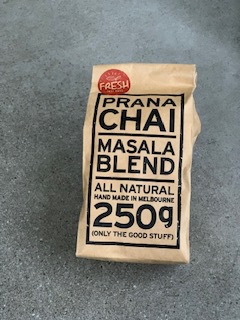 FRESH
PRANA
CHAI
MASALA
BLEND
ALL NATURAL
HAND MADE IN MELBOURNE
250g
(ONLY THE GOOD STUFF)